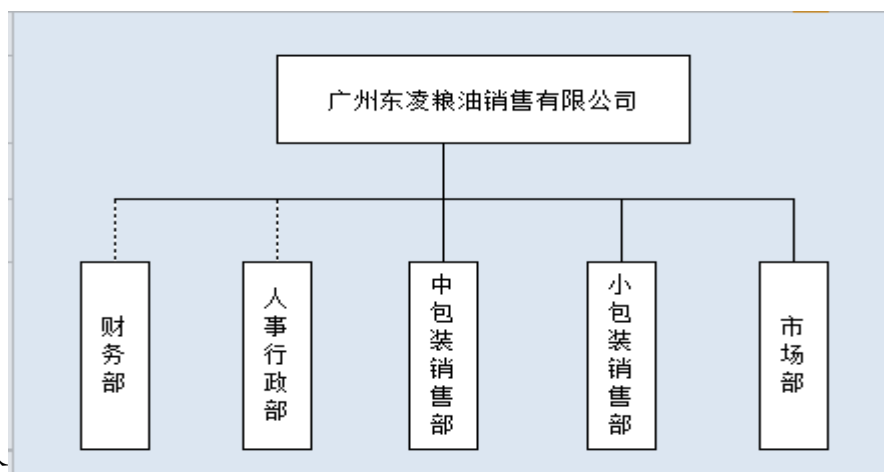 广州东凌粮油销售有限公司
财务部
人事行政部
中包装销售部
小包装销售部
市场部